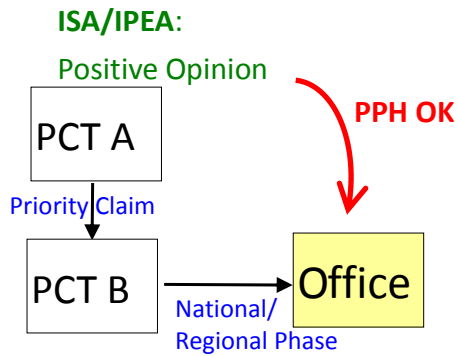 ISA/IPEA:
Positive Opinion
PPH OK
PCT A
Priority Claim
PCT B
Office
National/
Regional Phase